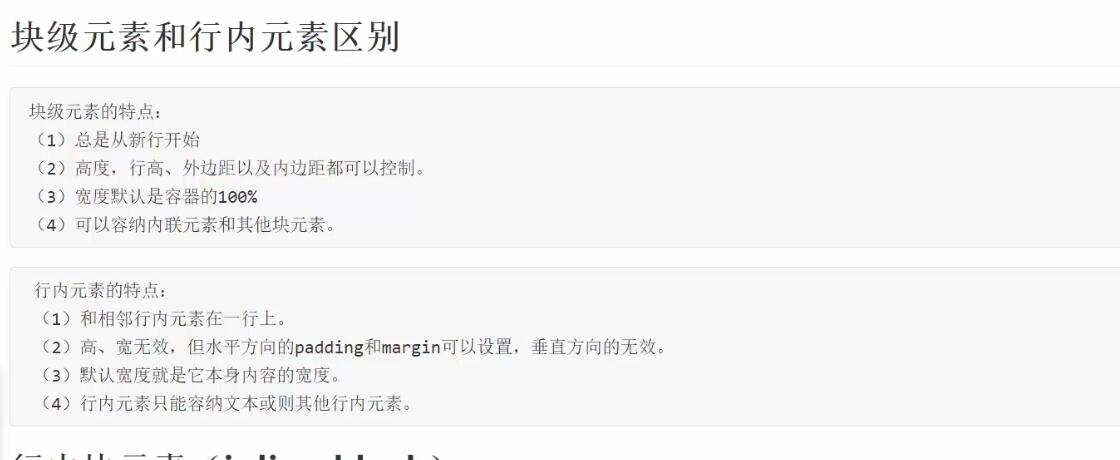 块级元素和行内元素区别
块级元素的特点：
（1）总是从新行开始
（2）高度，行高、外边距以及内边距都可以控制。
（3）宽度默认是容器的100%
（4）可以容纳内联元素和其他块元素。
行内元素的特点：
（1）和相邻行内元素在一行上。
（2）高、宽无效，但水平方向的padding和margin可以设置，垂直方向的无效。
（3）默认宽度就是它本身内容的宽度。
（4）行内元素只能容纳文本或则其他行内元素。